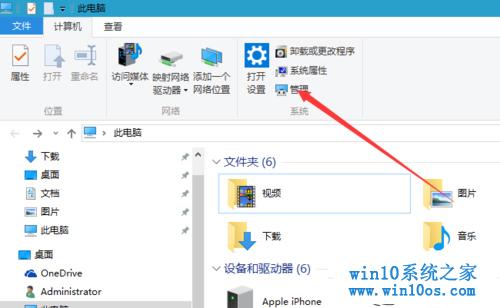 此电脑
文件 计算机 查看
属性 打开 重命名
访问媒体 映射网络驱动器 添加一个网络位置
打开设置
卸载或更改程序
系统属性
管理
位置 网络 系统
此电脑
下载
桌面
文档
图片
此电脑
桌面
OneDrive
Administrator
此电脑
文件夹 (6)
视频 图片
下载 音乐
设备和驱动器 (6)
Apple iPhone
win10系统之家
www.win10os.com